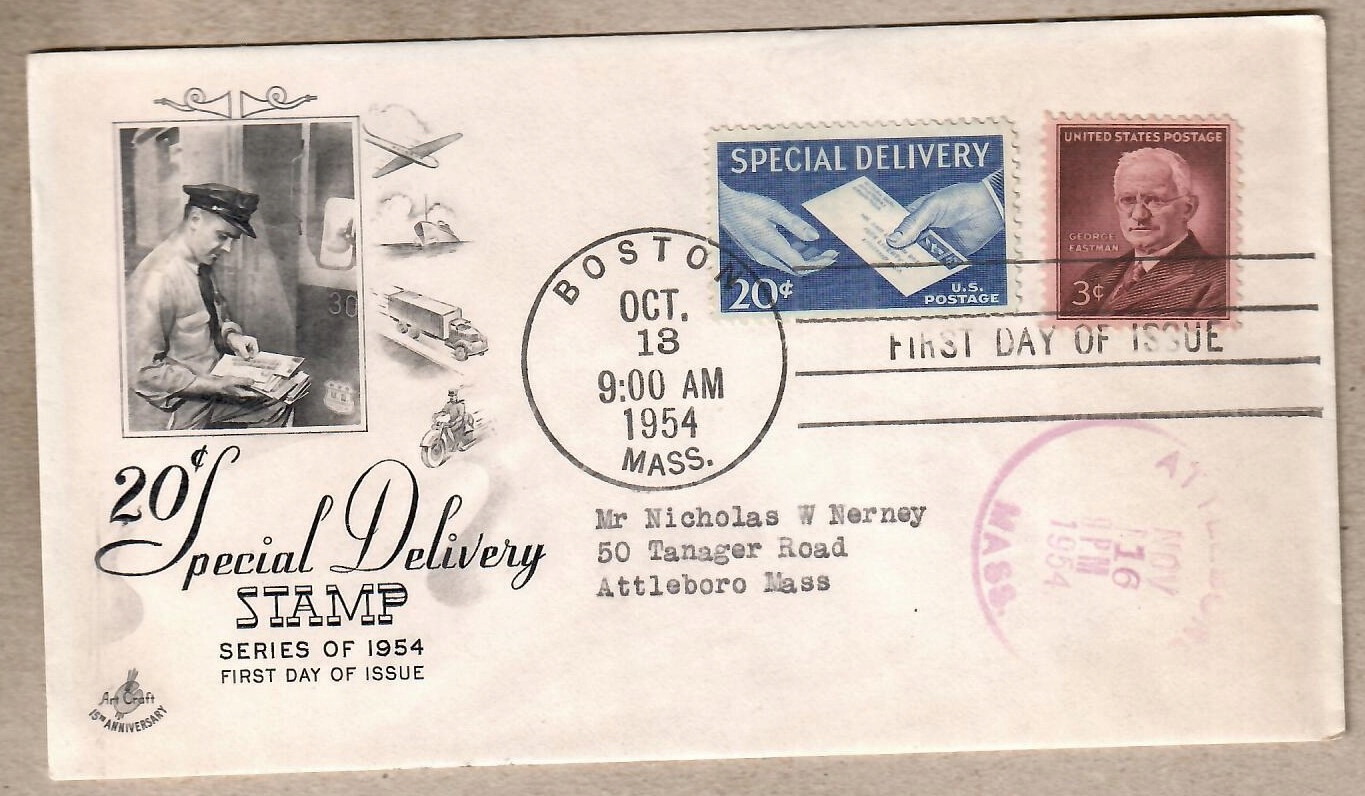 20¢ Special Delivery
STAMP
SERIES OF 1954
FIRST DAY OF ISSUE
Art Craft
15TH ANNIVERSARY
30
SPECIAL DELIVERY
20¢
U.S.
POSTAGE
UNITED STATES POSTAGE
GEORGE
EASTMAN
3¢
BOSTON
OCT.
13
9:00 AM
1954
MASS.
FIRST DAY OF ISSUE
Mr Nicholas W Nerney
50 Tanager Road
Attleboro Mass
NOV
16
PM
1954
MASS.